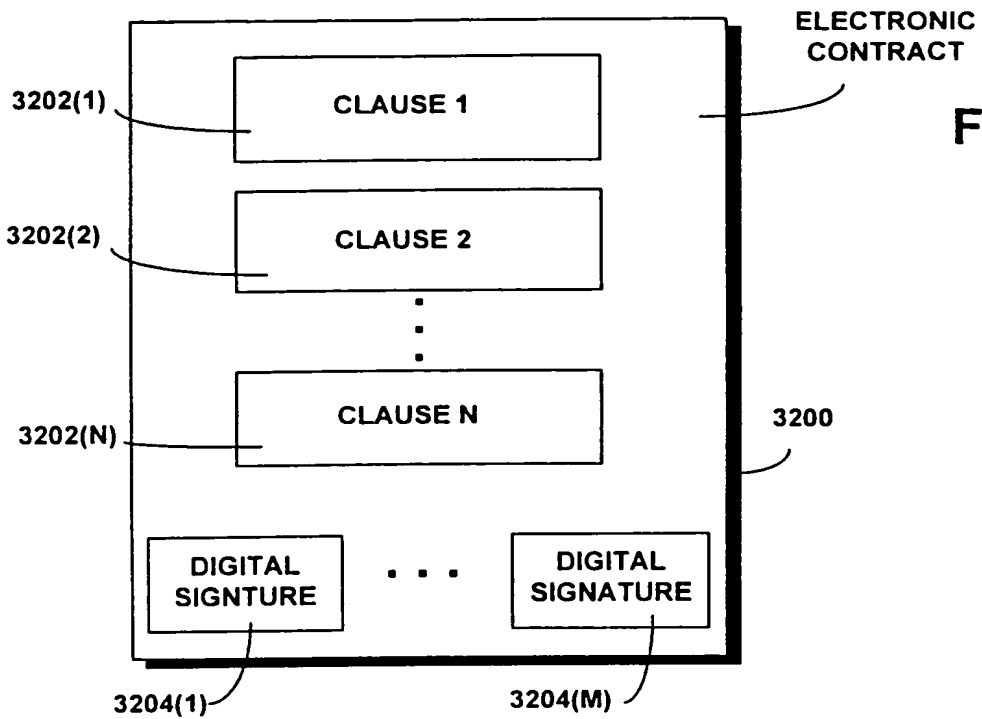 ELECTRONIC
CONTRACT
F
3202(1)
CLAUSE 1
3202(2)
CLAUSE 2
3202(N)
CLAUSE N
3200
DIGITAL
SIGNTURE
DIGITAL
SIGNATURE
3204(1)
3204(M)